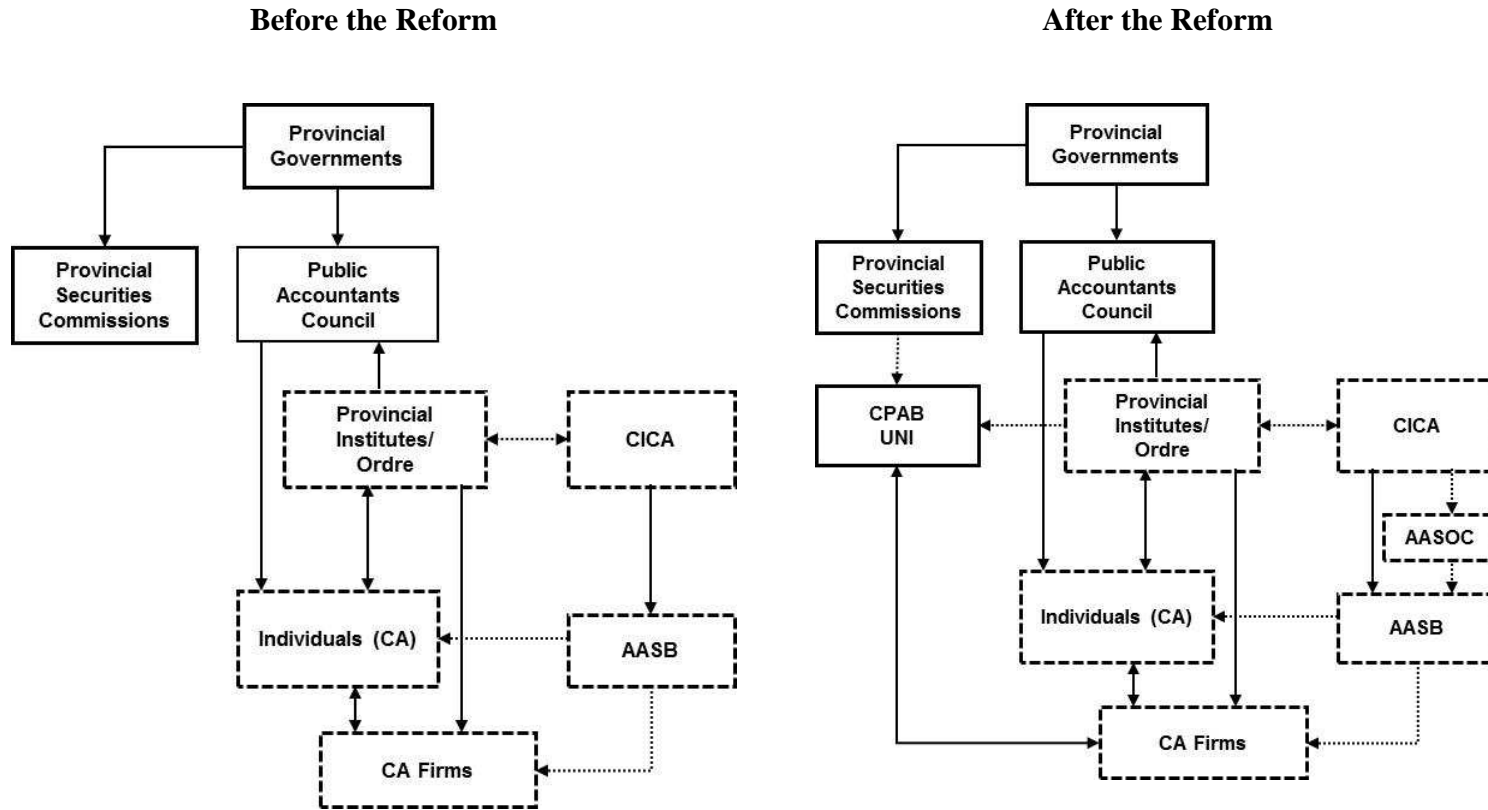 Before the Reform
Provincial
Governments
Provincial
Securities
Commissions
Public
Accountants
Council
Provincial
Institutes/
Ordre
CICA
Individuals (CA)
AASB
CA Firms
After the Reform
Provincial
Governments
Provincial
Securities
Commissions
Public
Accountants
Council
CPAB
UNI
Provincial
Institutes/
Ordre
CICA
AASOC
Individuals (CA)
AASB
CA Firms